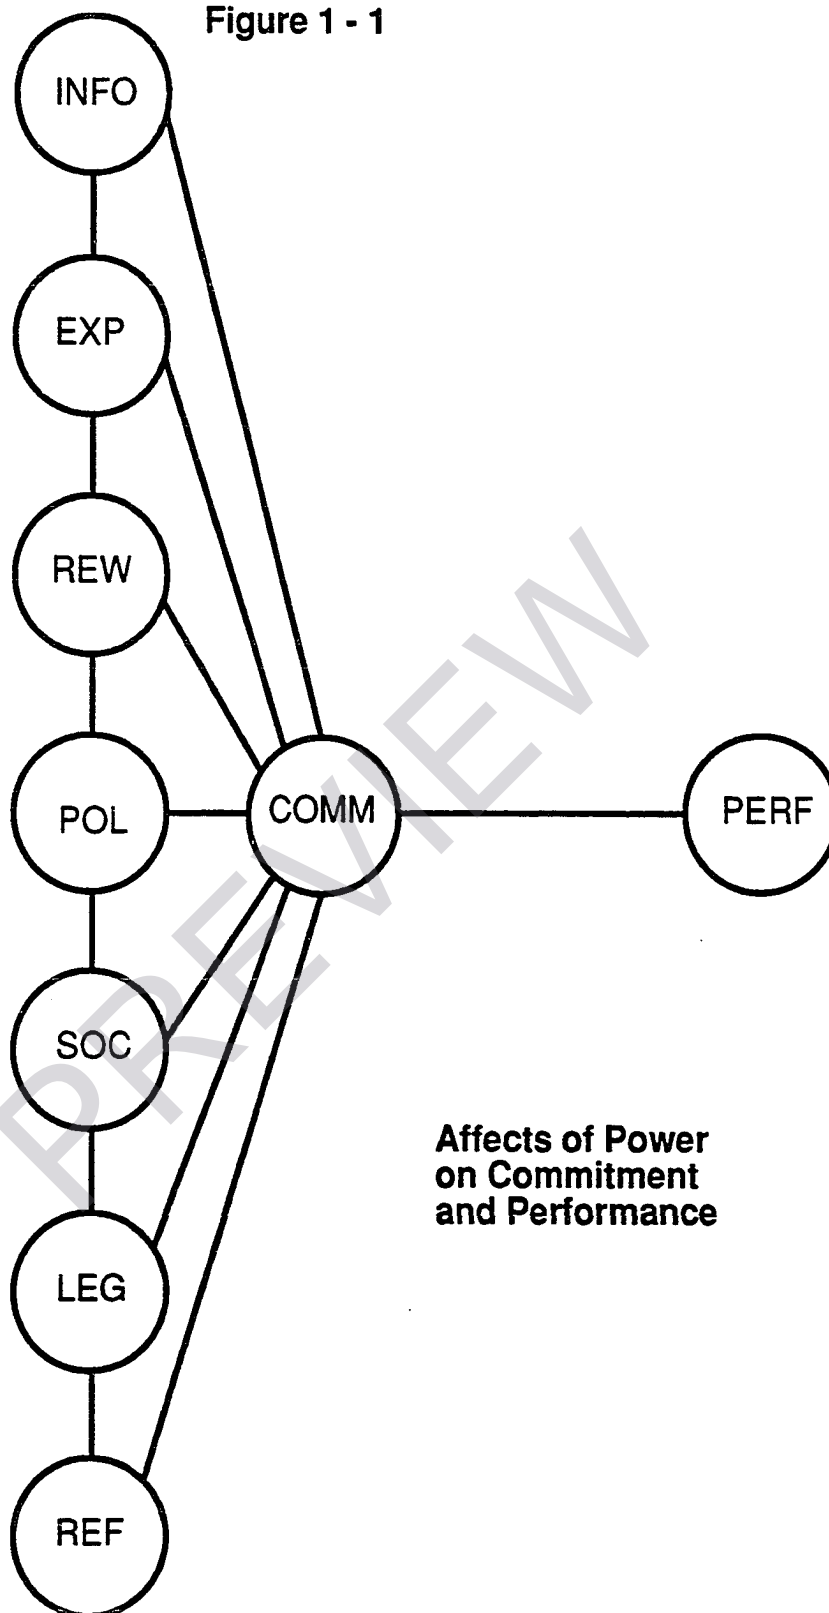 Figure 1 - 1
INFO
EXP
REW
POL
COMM
PERF
SOC
LEG
REF
Affects of Power
on Commitment
and Performance
PREVIEW